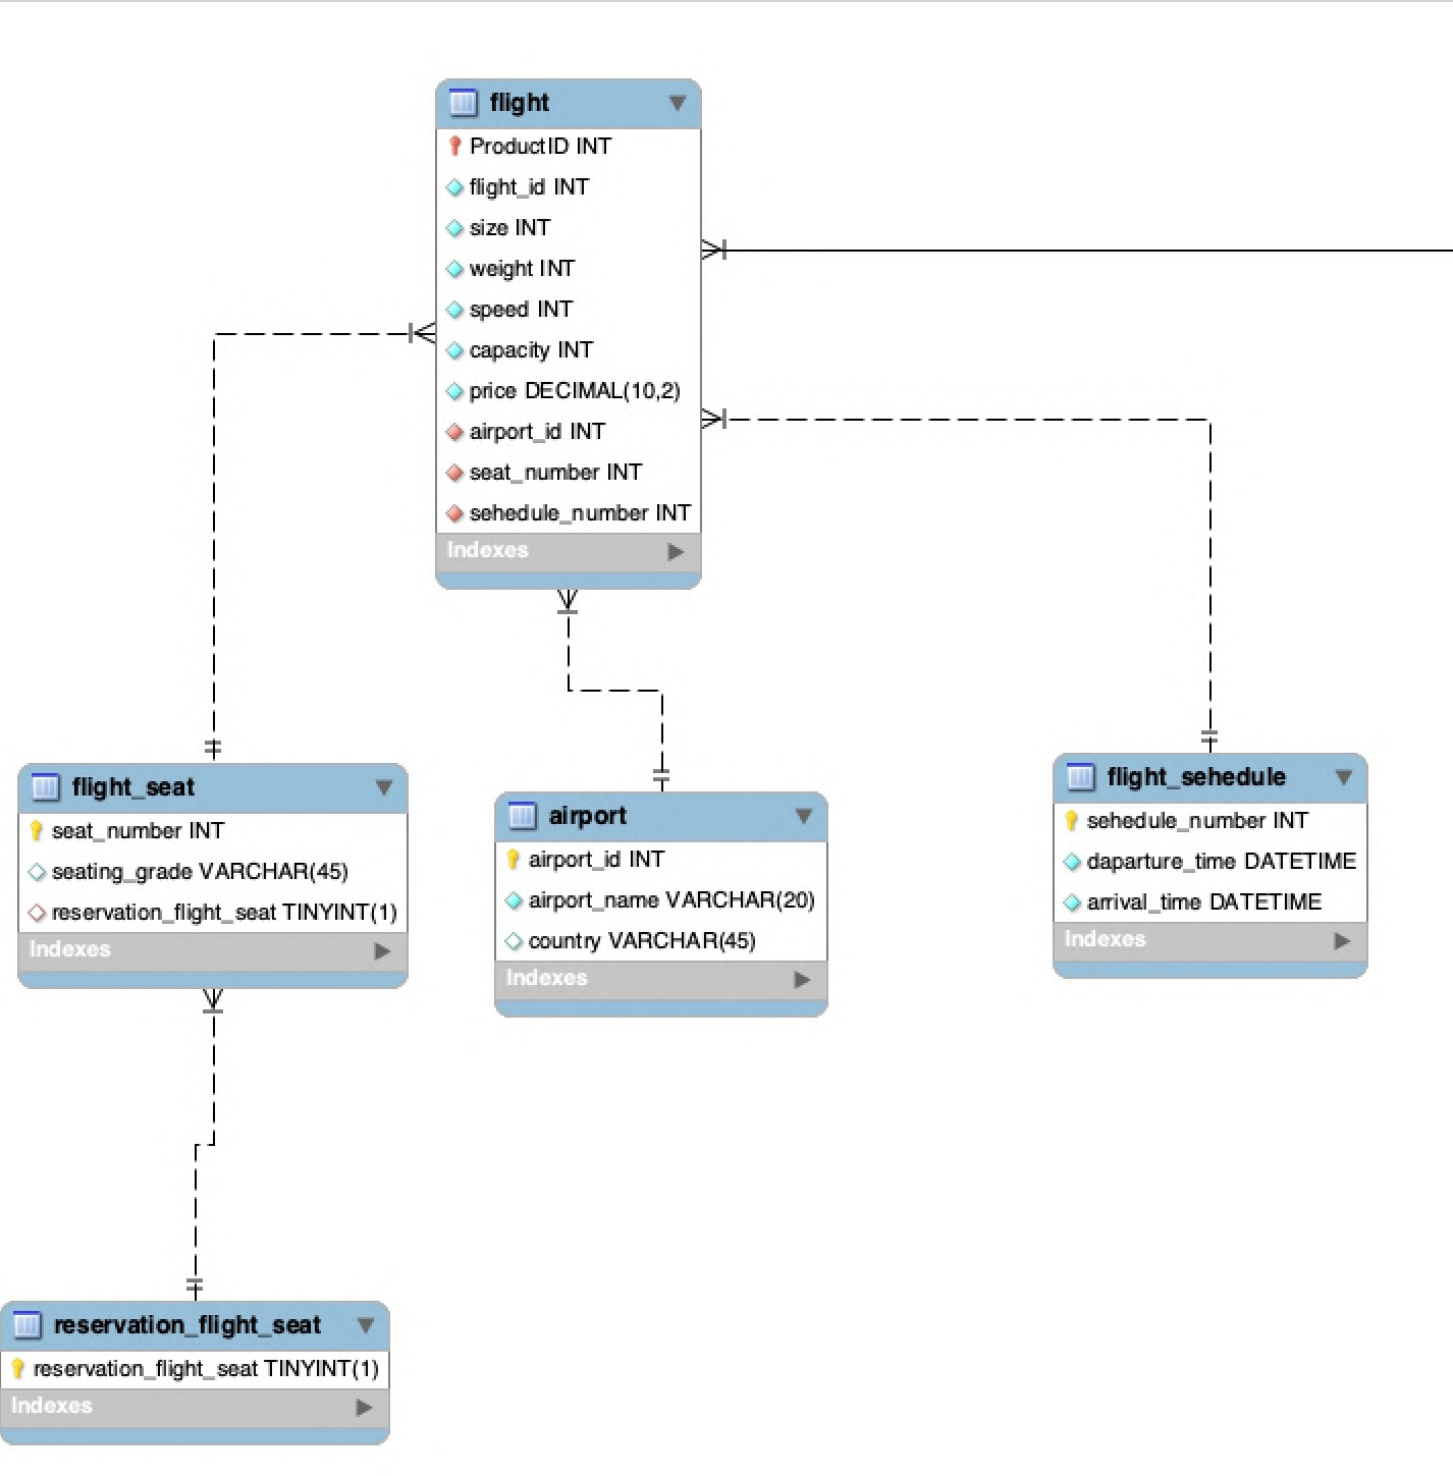 flight
ProductID INT
flight_id INT
size INT
weight INT
speed INT
capacity INT
price DECIMAL(10,2)
airport_id INT
seat_number INT
sehedule_number INT
Indexes
flight_seat
seat_number INT
seating_grade VARCHAR(45)
reservation_flight_seat TINYINT(1)
Indexes
airport
airport_id INT
airport_name VARCHAR(20)
country VARCHAR(45)
Indexes
flight_sehedule
sehedule_number INT
daparture_time DATETIME
arrival_time DATETIME
Indexes
reservation_flight_seat
reservation_flight_seat TINYINT(1)
Indexes